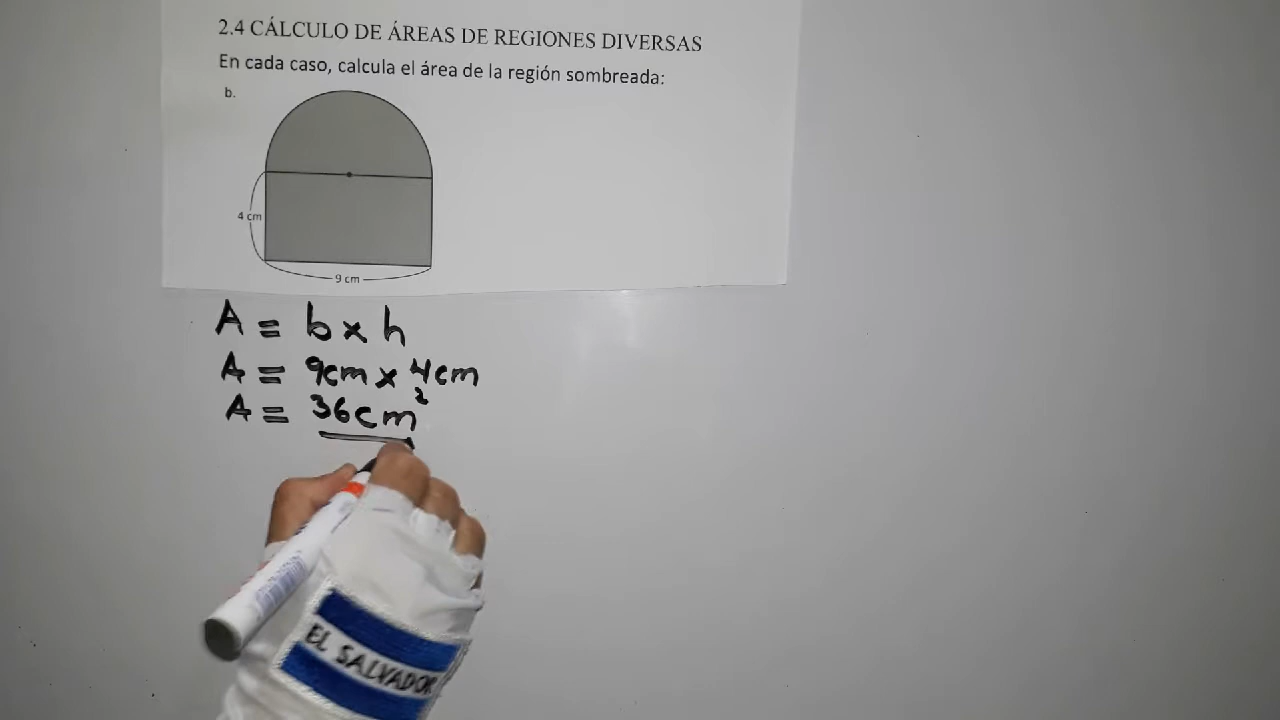 2.4 CÁLCULO DE ÁREAS DE REGIONES DIVERSAS
En cada caso, calcula el área de la región sombreada:
b.
4 cm
9 cm
A = b x h
A = 9cm x 4cm
A = 36cm²
EL SALVADOR